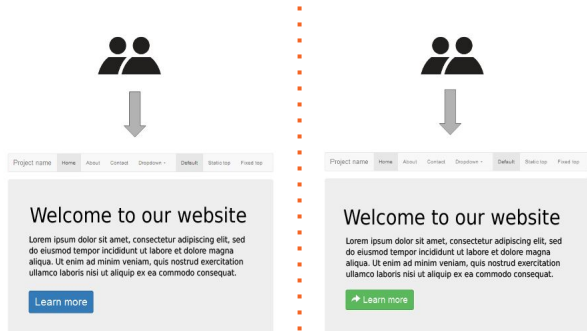 Project name Home About Contact Dropdown Default Static top Fixed top
Welcome to our website
Lorem ipsum dolor sit amet, consectetur adipiscing elit, sed
do eiusmod tempor incididunt ut labore et dolore magna
aliqua. Ut enim ad minim veniam, quis nostrud exercitation
ullamco laboris nisi ut aliquip ex ea commodo consequat.
Learn more
Project name Home About Contact Dropdown Default Static top Fixed top
Welcome to our website
Lorem ipsum dolor sit amet, consectetur adipiscing elit, sed
do eiusmod tempor incididunt ut labore et dolore magna
aliqua. Ut enim ad minim veniam, quis nostrud exercitation
ullamco laboris nisi ut aliquip ex ea commodo consequat.
Learn more